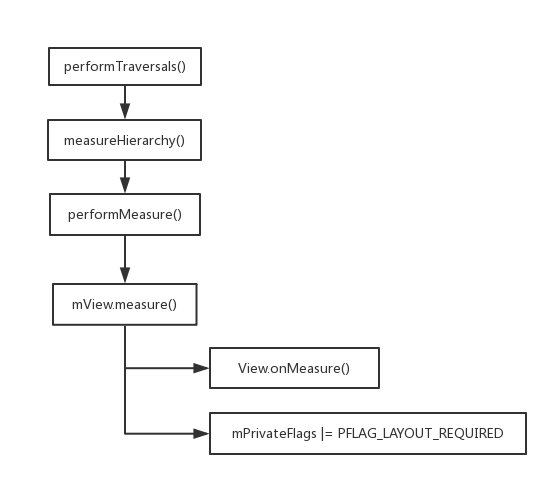 performTraversals()
measureHierarchy()
performMeasure()
mView.measure()
View.onMeasure()
mPrivateFlags |= PFLAG_LAYOUT_REQUIRED